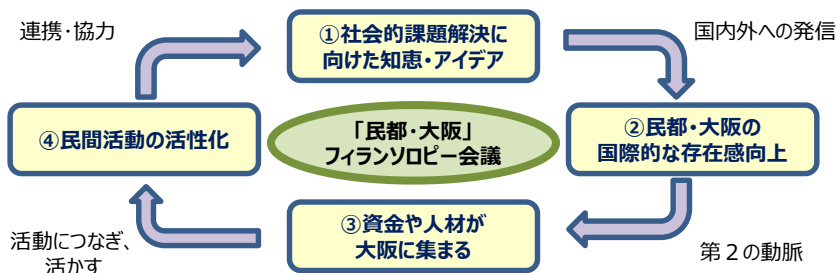 連携・協力
①社会的課題解決に
向けた知恵・アイデア
国内外への発信
④民間活動の活性化
「民都・大阪」
フィランソロピー会議
②民都・大阪の
国際的な存在感向上
③資金や人材が
大阪に集まる
活動につなぎ、
活かす
第２の動脈